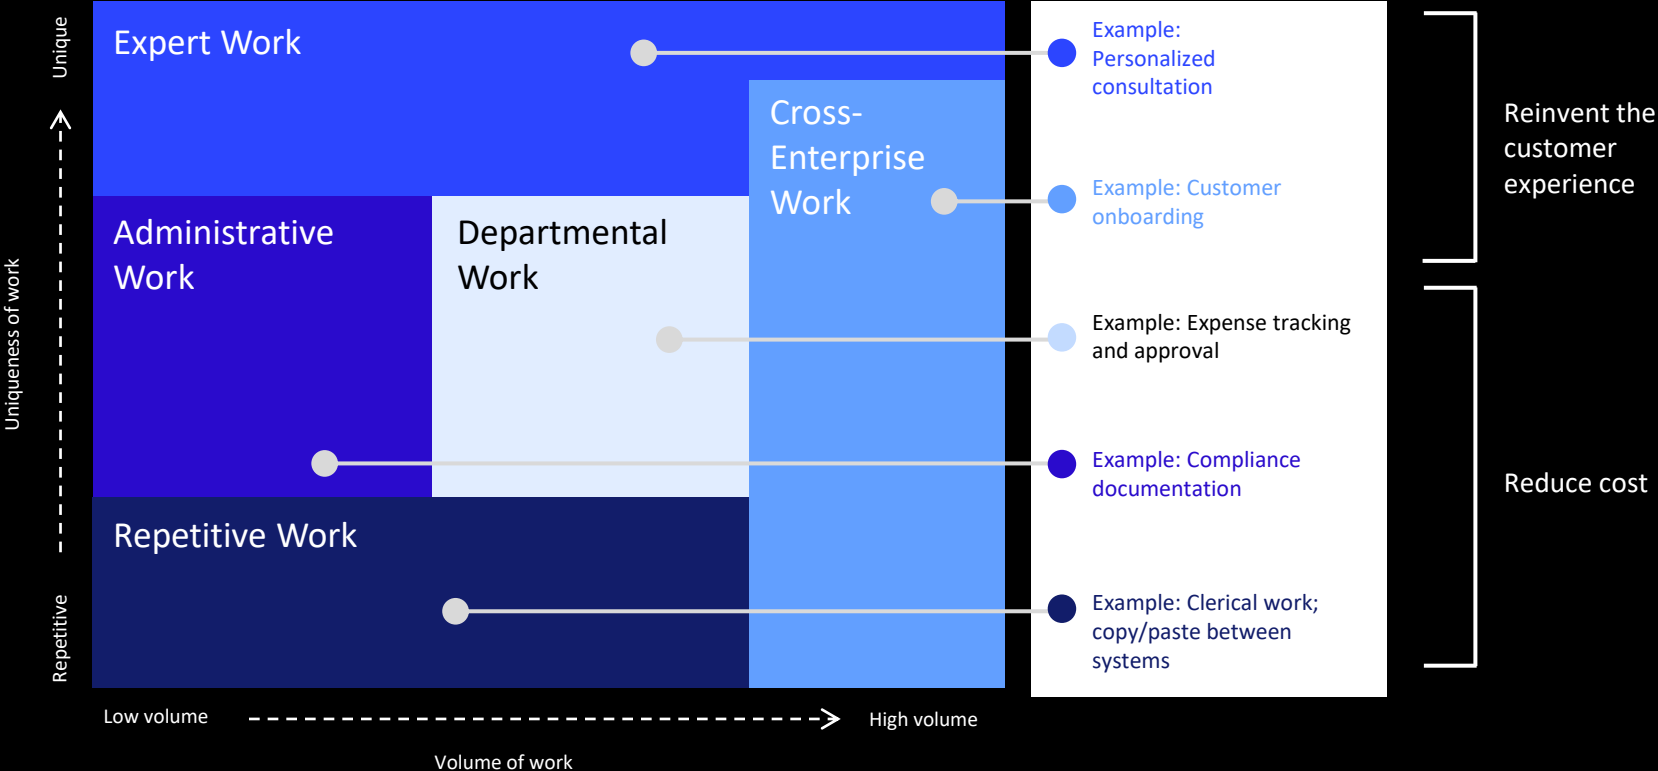 Unique
Uniqueness of work
Repetitive
Expert Work
Cross-
Enterprise
Work
Administrative
Work
Departmental
Work
Repetitive Work
Low volume
High volume
Volume of work
Example:
Personalized
consultation
Example: Customer
onboarding
Example: Expense tracking
and approval
Example: Compliance
documentation
Example: Clerical work;
copy/paste between
systems
Reinvent the
customer
experience
Reduce cost